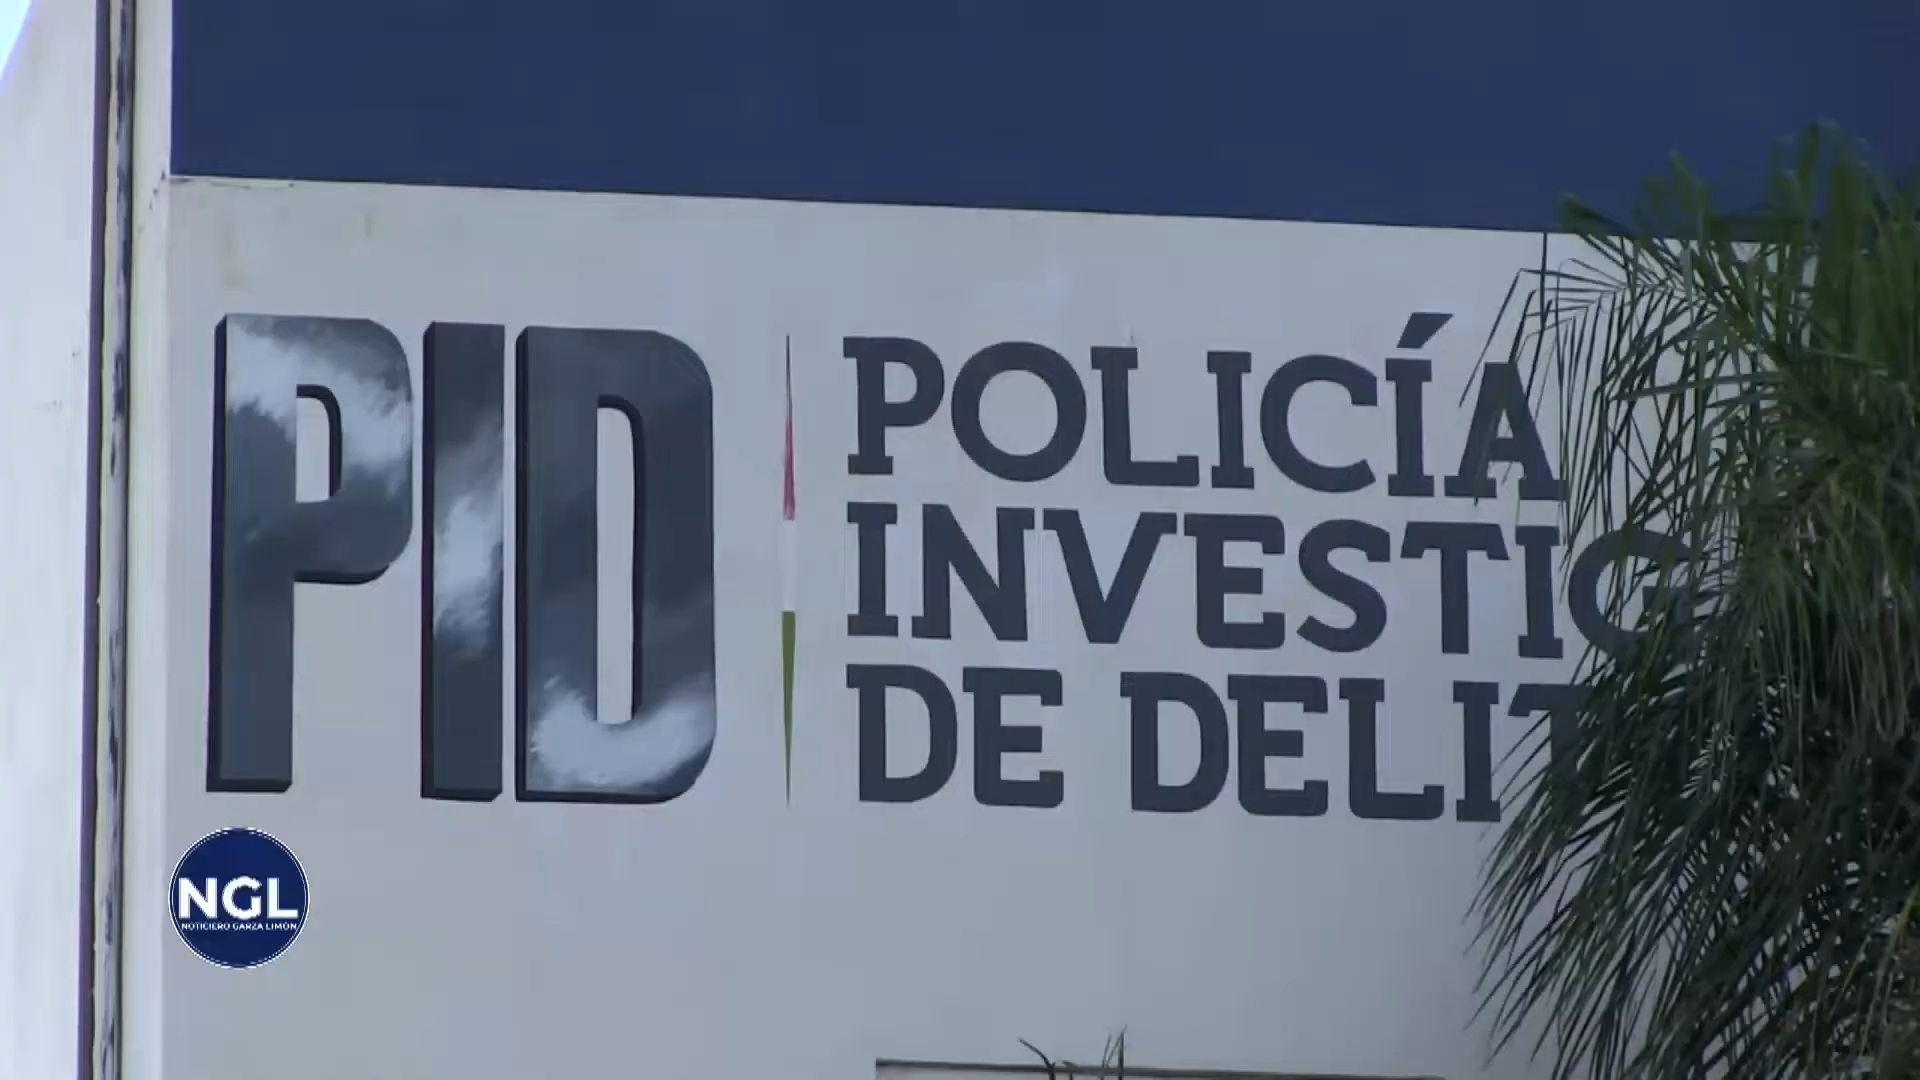 PID
POLICÍA
INVESTIG
DE DELIT
NGL
NOTICIERO GARZA LIMÓN